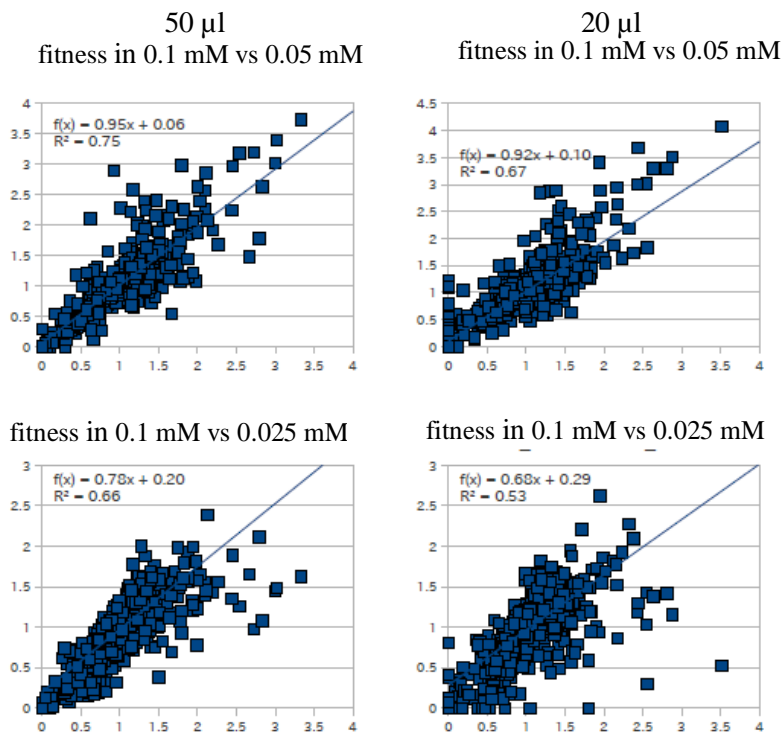 50 µl
fitness in 0.1 mM vs 0.05 mM
4
3.5
3
2.5
2
1.5
1
0.5
0
f(x) = 0.95x + 0.06
R² = 0.75
0 0.5 1 1.5 2 2.5 3 3.5 4
20 µl
fitness in 0.1 mM vs 0.05 mM
4.5
4
3.5
3
2.5
2
1.5
1
0.5
0
f(x) = 0.92x + 0.10
R² = 0.67
0 0.5 1 1.5 2 2.5 3 3.5 4
fitness in 0.1 mM vs 0.025 mM
3
2.5
2
1.5
1
0.5
0
f(x) = 0.78x + 0.20
R² = 0.66
0 0.5 1 1.5 2 2.5 3 3.5 4
fitness in 0.1 mM vs 0.025 mM
3
2.5
2
1.5
1
0.5
0
f(x) = 0.68x + 0.29
R² = 0.53
0 0.5 1 1.5 2 2.5 3 3.5 4